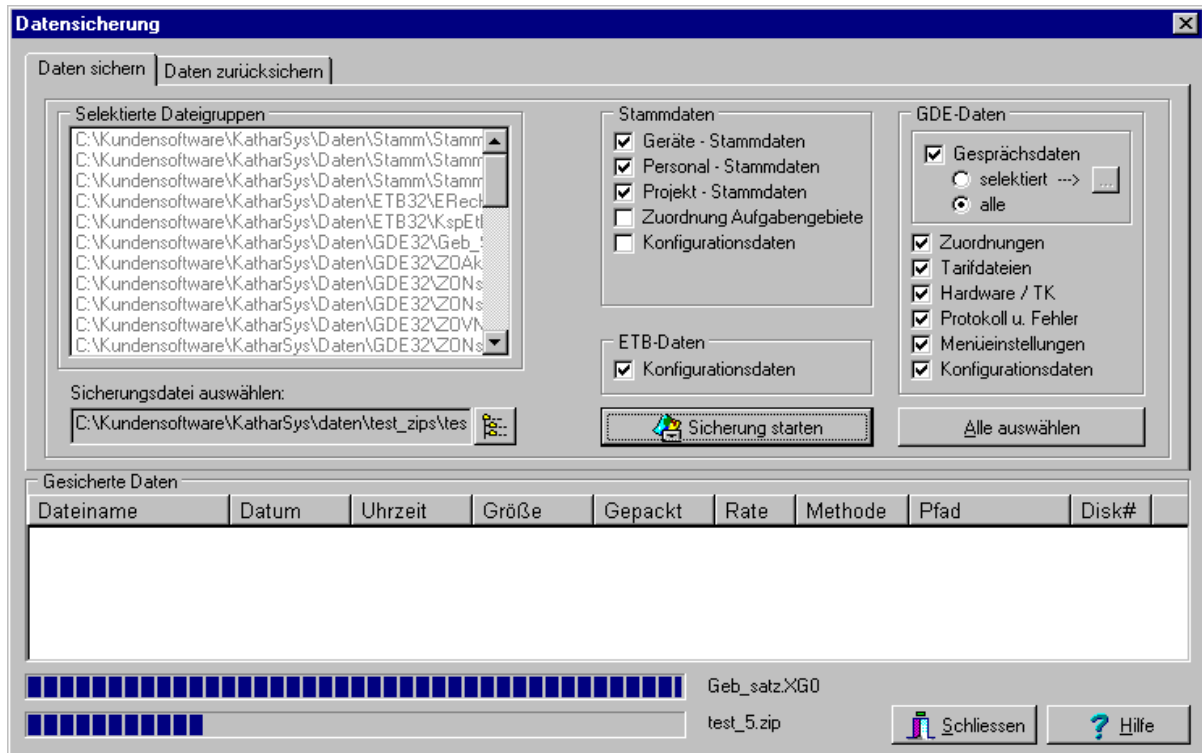 Datensicherung
Daten sichern
Daten zurücksichern
Selektierte Dateigruppen
C:\Kundensoftware\KatharSys\Daten\Stamm\Stamm
C:\Kundensoftware\KatharSys\Daten\Stamm\Stamm
C:\Kundensoftware\KatharSys\Daten\Stamm\Stamm
C:\Kundensoftware\KatharSys\Daten\ETB32\ERech
C:\Kundensoftware\KatharSys\Daten\ETB32\KspEt
C:\Kundensoftware\KatharSys\Daten\GDE32\Geb_
C:\Kundensoftware\KatharSys\Daten\GDE32\ZOAk
C:\Kundensoftware\KatharSys\Daten\GDE32\ZONs
C:\Kundensoftware\KatharSys\Daten\GDE32\ZONs
C:\Kundensoftware\KatharSys\Daten\GDE32\ZOVN
C:\Kundensoftware\KatharSys\Daten\GDE32\ZONs
Sicherungsdatei auswählen:
C:\Kundensoftware\KatharSys\daten\test_zips\tes
Stammdaten
Geräte - Stammdaten
Personal - Stammdaten
Projekt - Stammdaten
Zuordnung Aufgabengebiete
Konfigurationsdaten
ETB-Daten
Konfigurationsdaten
Sicherung starten
GDE-Daten
Gesprächsdaten
selektiert ---> ...
alle
Zuordnungen
Tarifdateien
Hardware / TK
Protokoll u. Fehler
Menüeinstellungen
Konfigurationsdaten
Alle auswählen
Gesicherte Daten
Dateiname Datum Uhrzeit Größe Gepackt Rate Methode Pfad Disk#
Geb_satz.XG0
test_5.zip
Schliessen
Hilfe